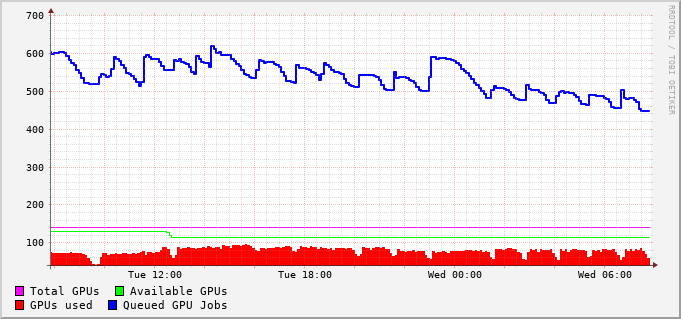 700
600
500
400
300
200
100
Tue 12:00 Tue 18:00 Wed 00:00 Wed 06:00
Total GPUs Available GPUs
GPUs used Queued GPU Jobs
RRDTOOL / TOBI OETIKER